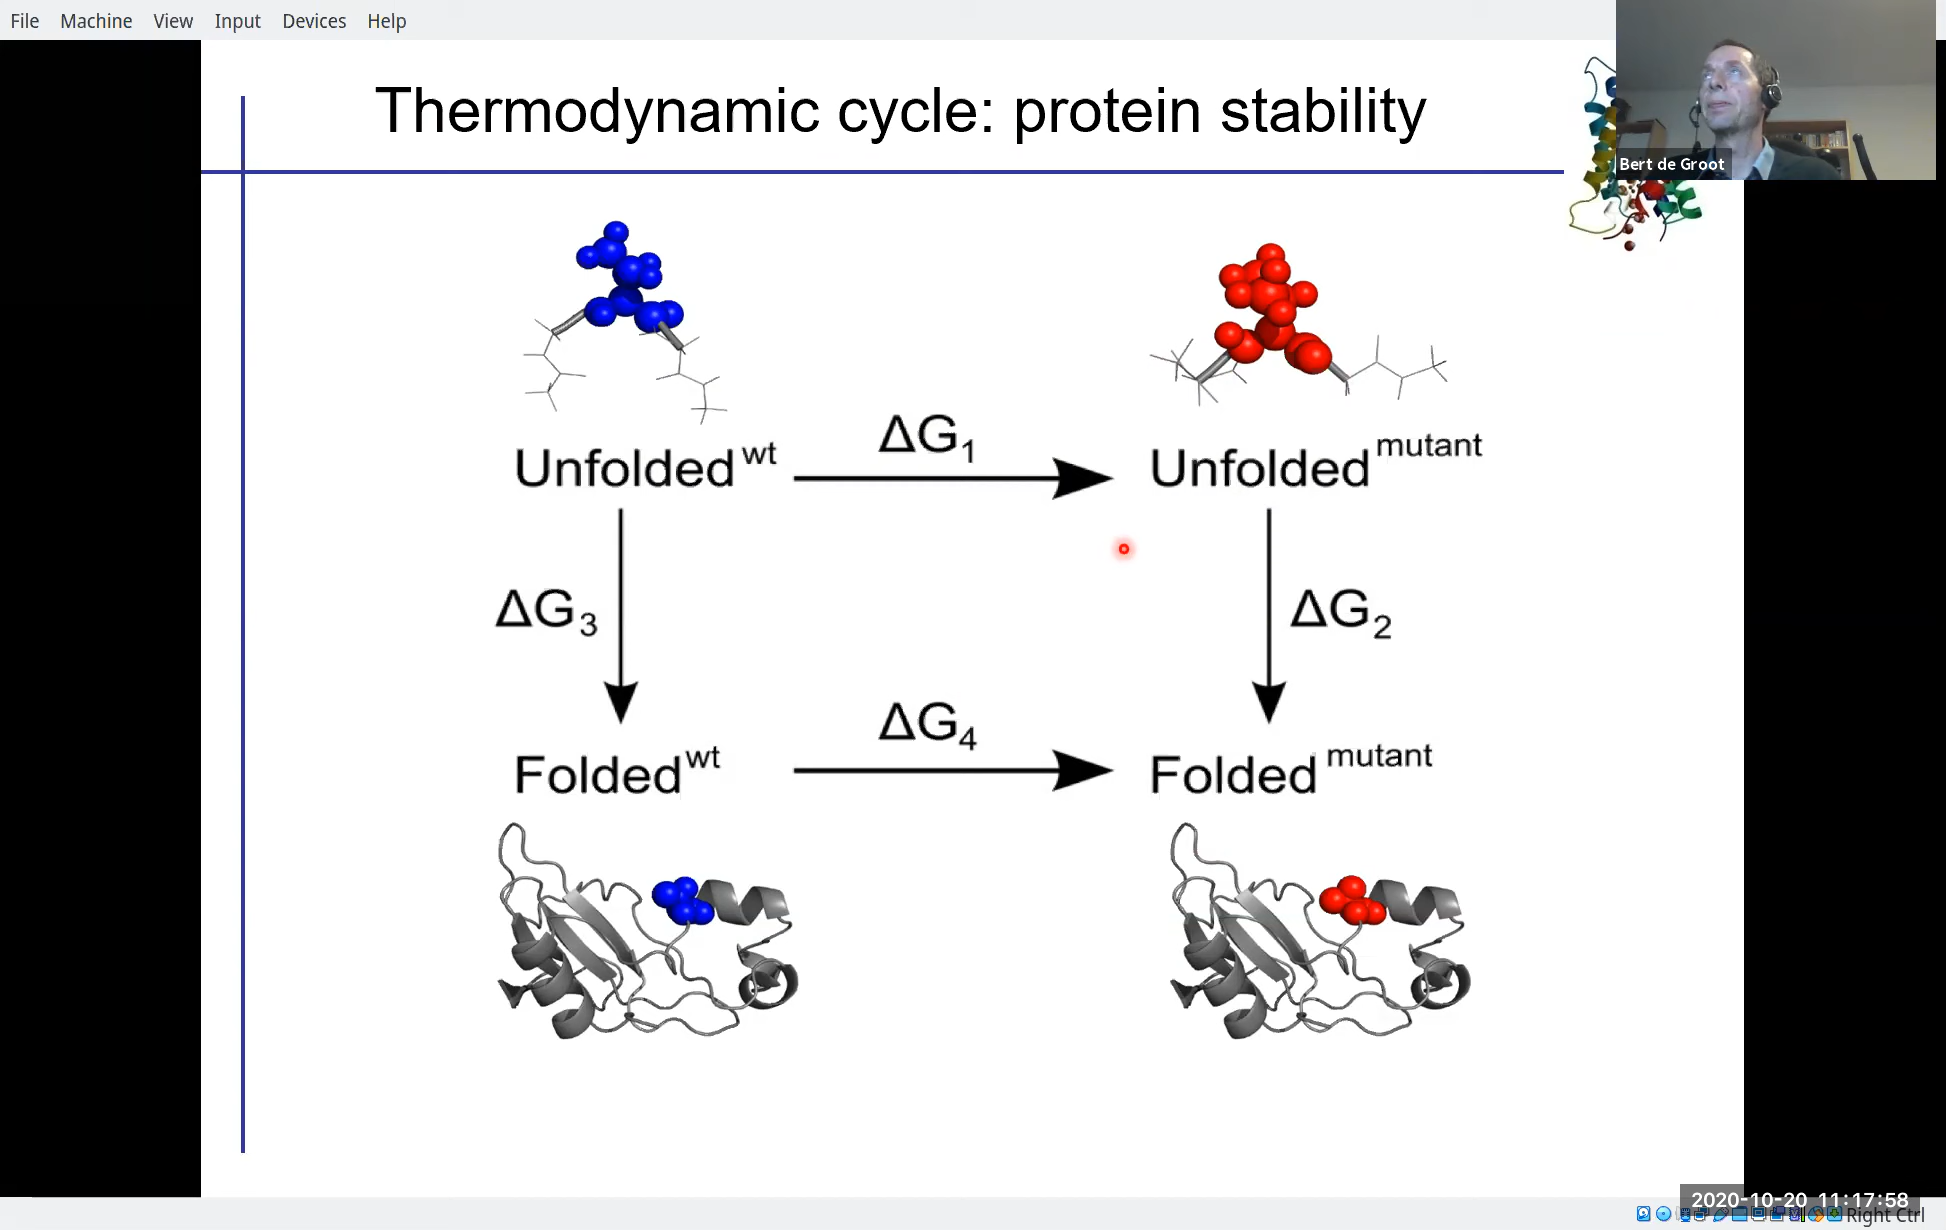 File Machine View Input Devices Help
Thermodynamic cycle: protein stability
Bert de Groot
ΔG1
Unfolded wt
Unfolded mutant
ΔG3
ΔG2
ΔG4
Folded wt
Folded mutant
2020-10-20 11:17:58
Right Ctrl